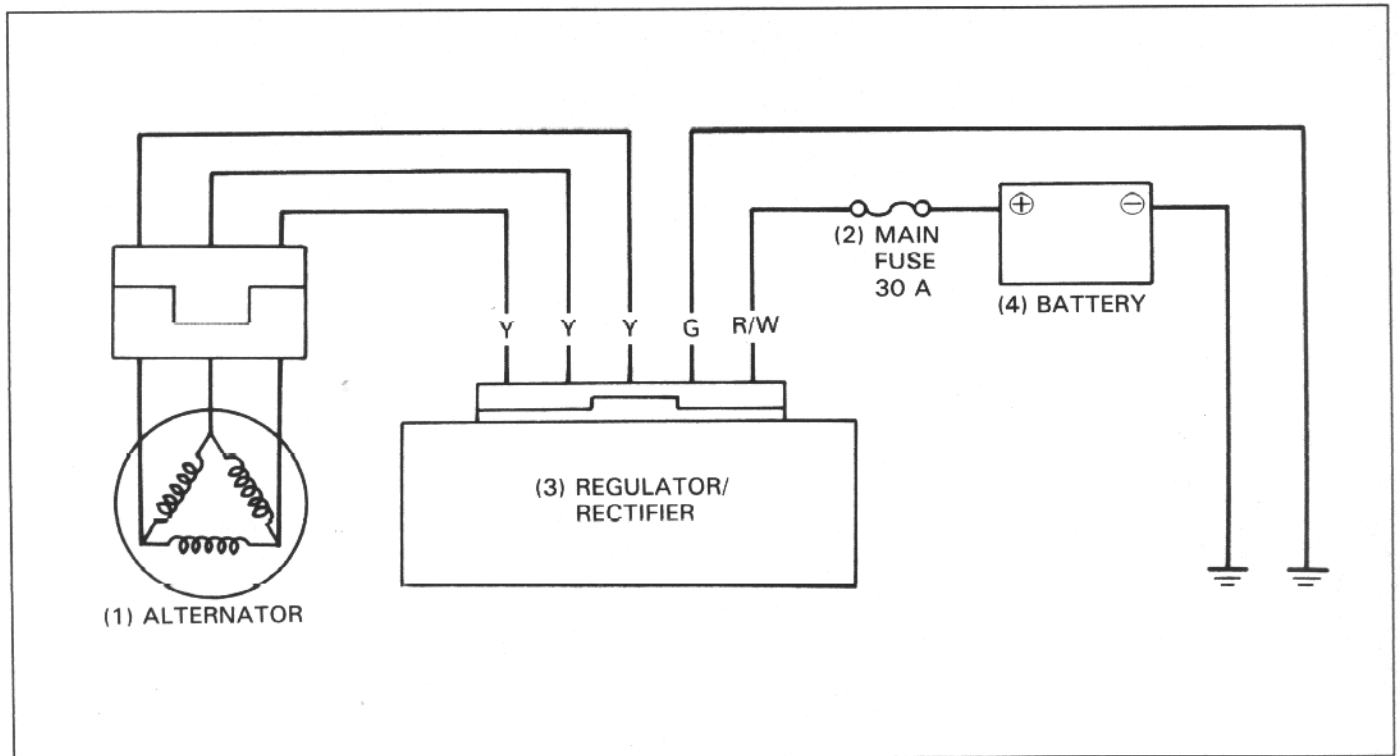 Y Y Y G R/W
(2) MAIN
FUSE
30 A
⊕ ⊖
(4) BATTERY
(3) REGULATOR/
RECTIFIER
(1) ALTERNATOR